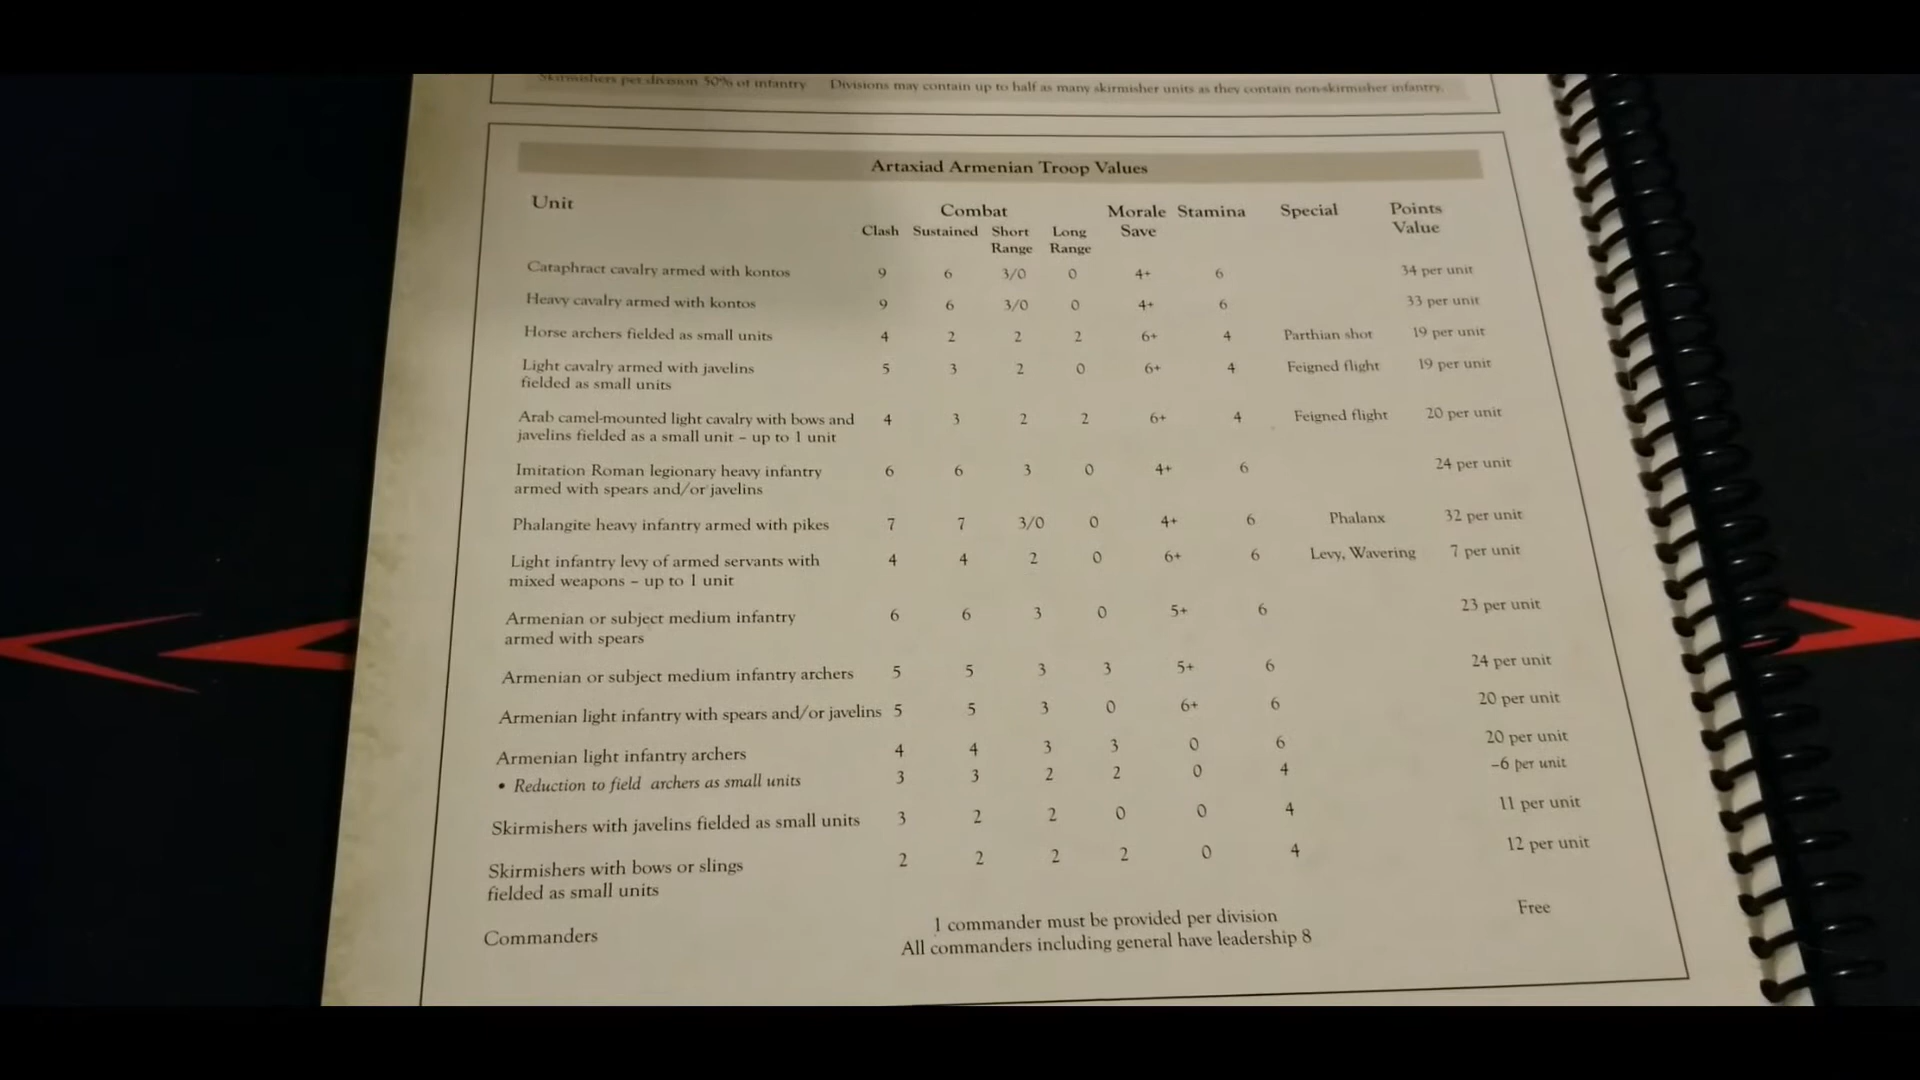 Skirmishers per division 50% of infantry Divisions may contain up to half as many skirmisher units as they contain non-skirmisher infantry.
Artaxiad Armenian Troop Values
Unit Combat Morale Stamina Special Points
Clash Sustained Short Long Save Value
Range Range
Cataphract cavalry armed with kontos 9 6 3/0 0 4+ 6 34 per unit
Heavy cavalry armed with kontos 9 6 3/0 0 4+ 6 33 per unit
Horse archers fielded as small units 4 2 2 2 6+ 4 Parthian shot 19 per unit
Light cavalry armed with javelins 5 3 2 0 6+ 4 Feigned flight 19 per unit
fielded as small units
Arab camel-mounted light cavalry with bows and 4 3 2 2 6+ 4 Feigned flight 20 per unit
javelins fielded as a small unit – up to 1 unit
Imitation Roman legionary heavy infantry 6 6 3 0 4+ 6 24 per unit
armed with spears and/or javelins
Phalangite heavy infantry armed with pikes 7 7 3/0 0 4+ 6 Phalanx 32 per unit
Light infantry levy of armed servants with 4 4 2 0 6+ 6 Levy, Wavering 7 per unit
mixed weapons – up to 1 unit
Armenian or subject medium infantry 6 6 3 0 5+ 6 23 per unit
armed with spears
Armenian or subject medium infantry archers 5 5 3 3 5+ 6 24 per unit
Armenian light infantry with spears and/or javelins 5 5 3 0 6+ 6 20 per unit
Armenian light infantry archers 4 4 3 3 0 6 20 per unit
• Reduction to field archers as small units 3 3 2 2 0 4 –6 per unit
Skirmishers with javelins fielded as small units 3 2 2 0 0 4 11 per unit
Skirmishers with bows or slings 2 2 2 2 0 4 12 per unit
fielded as small units
Commanders 1 commander must be provided per division Free
All commanders including general have leadership 8